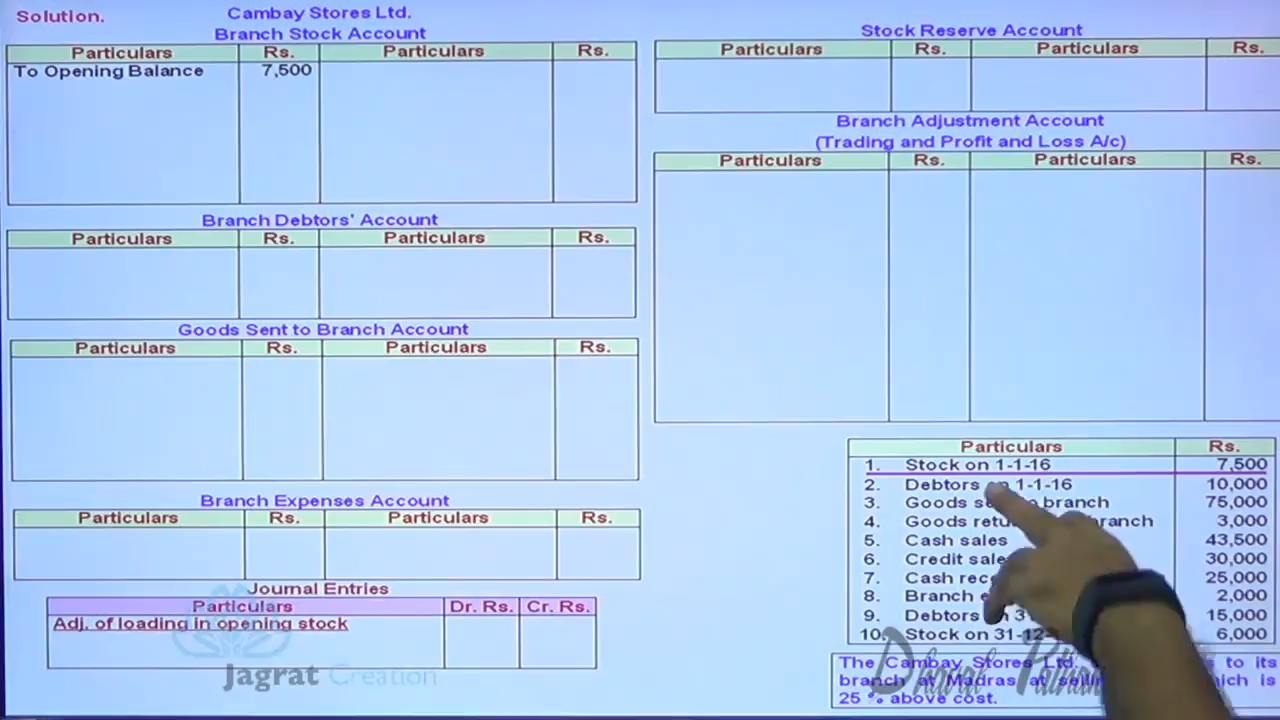 Solution.
Cambay Stores Ltd.
Branch Stock Account
Particulars Rs. Particulars Rs.
To Opening Balance 7,500
Branch Debtors' Account
Particulars Rs. Particulars Rs.
Goods Sent to Branch Account
Particulars Rs. Particulars Rs.
Branch Expenses Account
Particulars Rs. Particulars Rs.
Journal Entries
Particulars Dr. Rs. Cr. Rs.
Adj. of loading in opening stock
Jagrat Creation
Stock Reserve Account
Particulars Rs. Particulars Rs.
Branch Adjustment Account
(Trading and Profit and Loss A/c)
Particulars Rs. Particulars Rs.
Particulars Rs.
1. Stock on 1-1-16 7,500
2. Debtors 1-1-16 10,000
3. Goods branch 75,000
4. Goods branch 3,000
5. Cash sales 43,500
6. Credit 30,000
7. Cash 25,000
8. Branch 2,000
9. Debtors 15,000
10. Stock on 6,000
The Cambay Stores Ltd. to its
branch at Madras at is
25 % above cost.
Dhaval